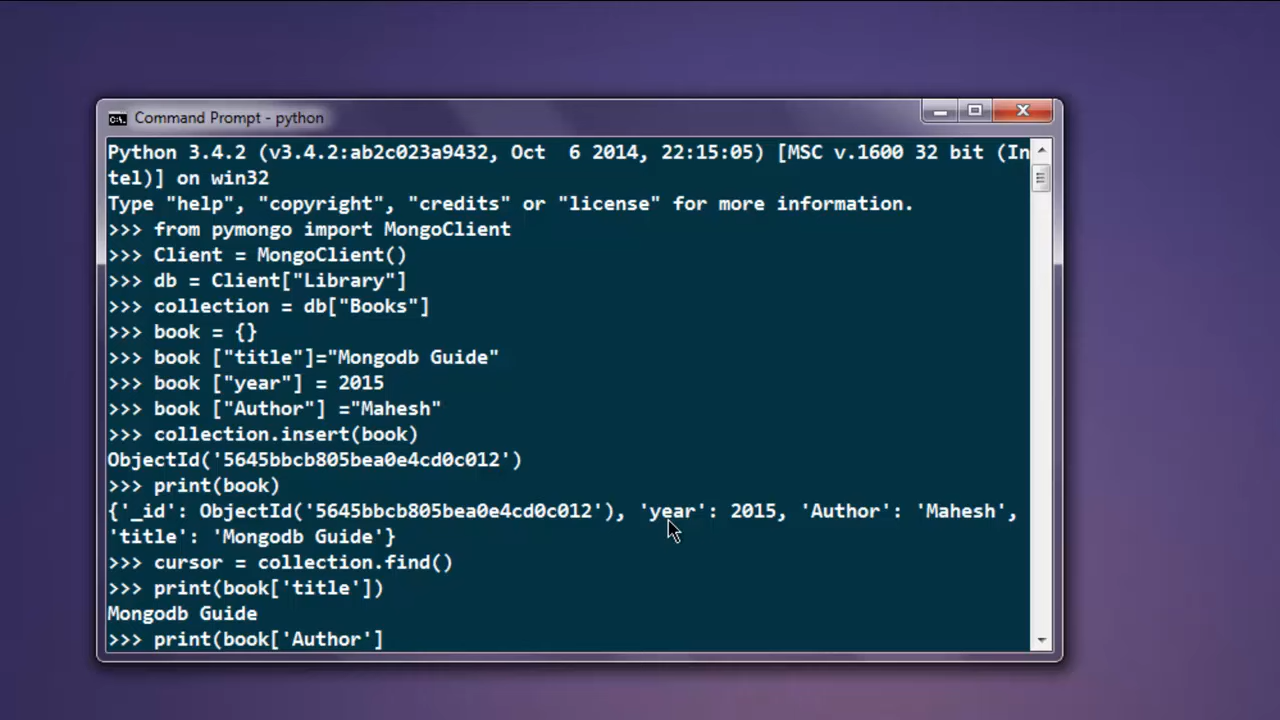 Command Prompt - python
Python 3.4.2 (v3.4.2:ab2c023a9432, Oct  6 2014, 22:15:05) [MSC v.1600 32 bit (In
tel)] on win32
Type "help", "copyright", "credits" or "license" for more information.
>>> from pymongo import MongoClient
>>> Client = MongoClient()
>>> db = Client["Library"]
>>> collection = db["Books"]
>>> book = {}
>>> book ["title"]="Mongodb Guide"
>>> book ["year"] = 2015
>>> book ["Author"] ="Mahesh"
>>> collection.insert(book)
ObjectId('5645bbcb805bea0e4cd0c012')
>>> print(book)
{'_id': ObjectId('5645bbcb805bea0e4cd0c012'), 'year': 2015, 'Author': 'Mahesh',
'title': 'Mongodb Guide'}
>>> cursor = collection.find()
>>> print(book['title'])
Mongodb Guide
>>> print(book['Author']